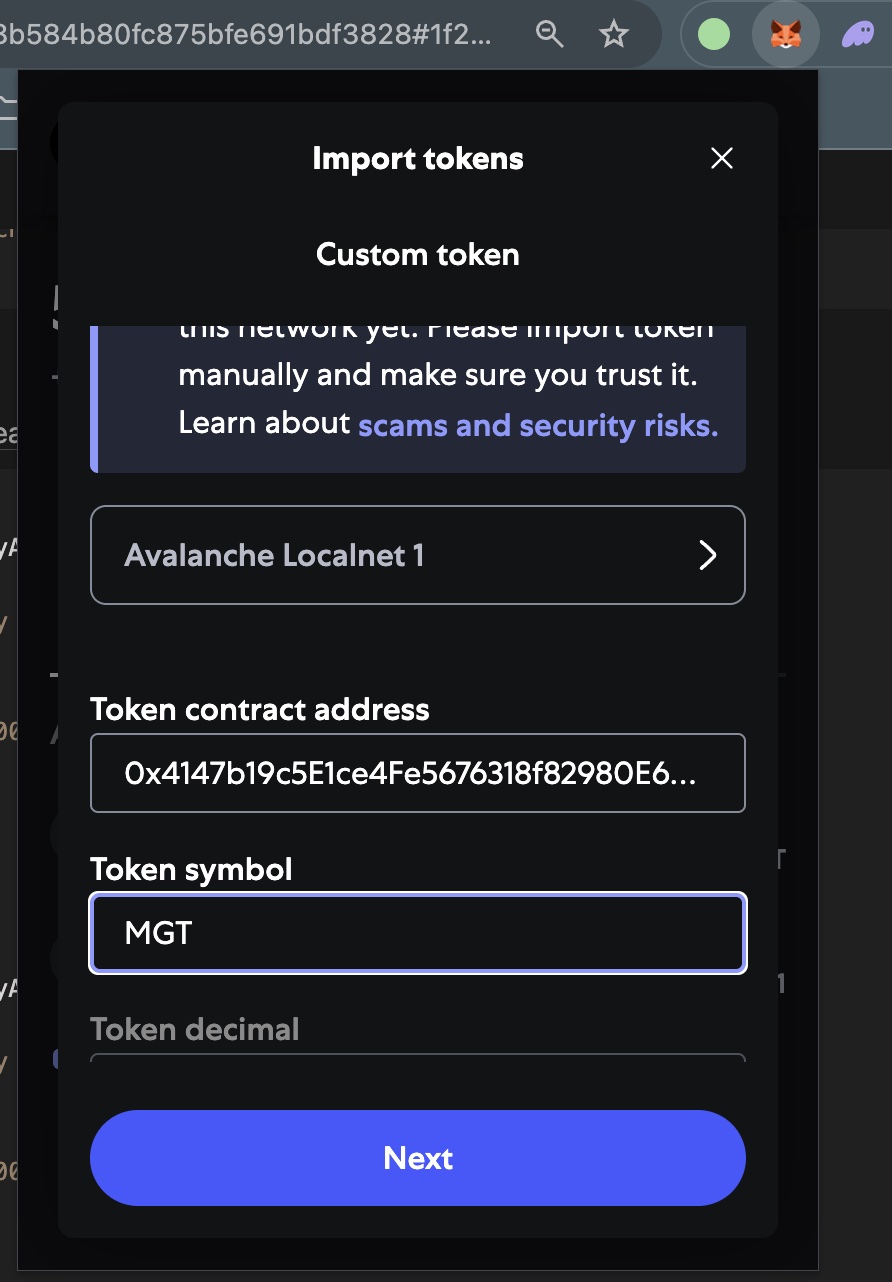 3b584b80fc875bfe691bdf3828#1f2...
Import tokens
Custom token
this network yet. Please import token
manually and make sure you trust it.
Learn about scams and security risks.
Avalanche Localnet 1
Token contract address
0x4147b19c5E1ce4Fe5676318f82980E6...
Token symbol
MGT
Token decimal
Next